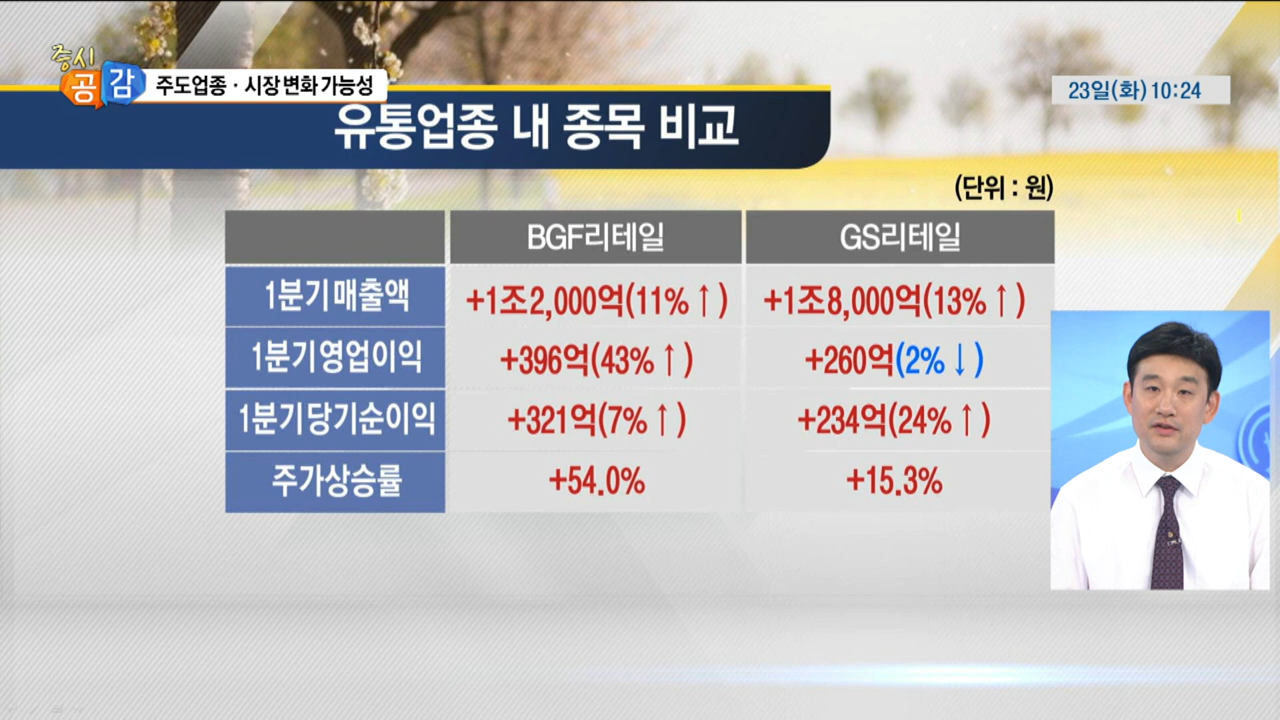 증시
공감
주도업종·시장 변화 가능성
23일(화) 10:24
유통업종 내 종목 비교
(단위 : 원)
BGF리테일 GS리테일
1분기 매출액 +1조2,000억(11%↑) +1조8,000억(13%↑)
1분기 영업이익 +396억(43%↑) +260억(2%↓)
1분기 당기순이익 +321억(7%↑) +234억(24%↑)
주가상승률 +54.0% +15.3%